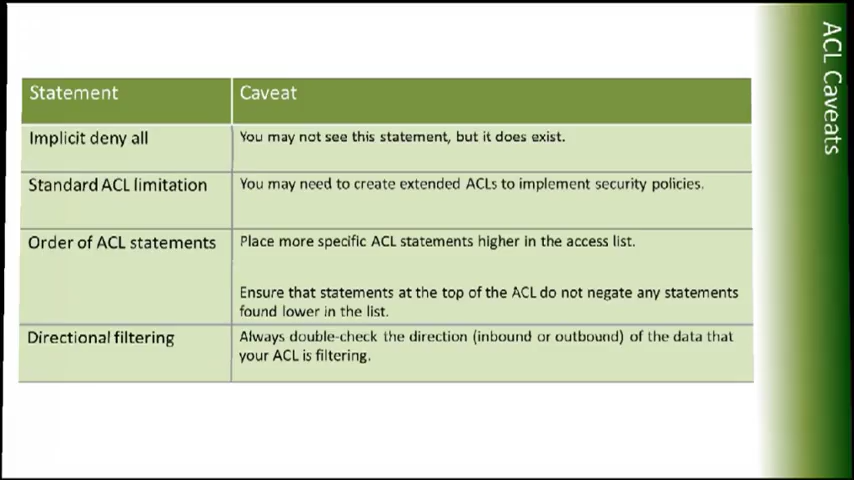 ACL Caveats
Statement
Caveat
Implicit deny all
You may not see this statement, but it does exist.
Standard ACL limitation
You may need to create extended ACLs to implement security policies.
Order of ACL statements
Place more specific ACL statements higher in the access list.
Ensure that statements at the top of the ACL do not negate any statements
found lower in the list.
Directional filtering
Always double-check the direction (inbound or outbound) of the data that
your ACL is filtering.